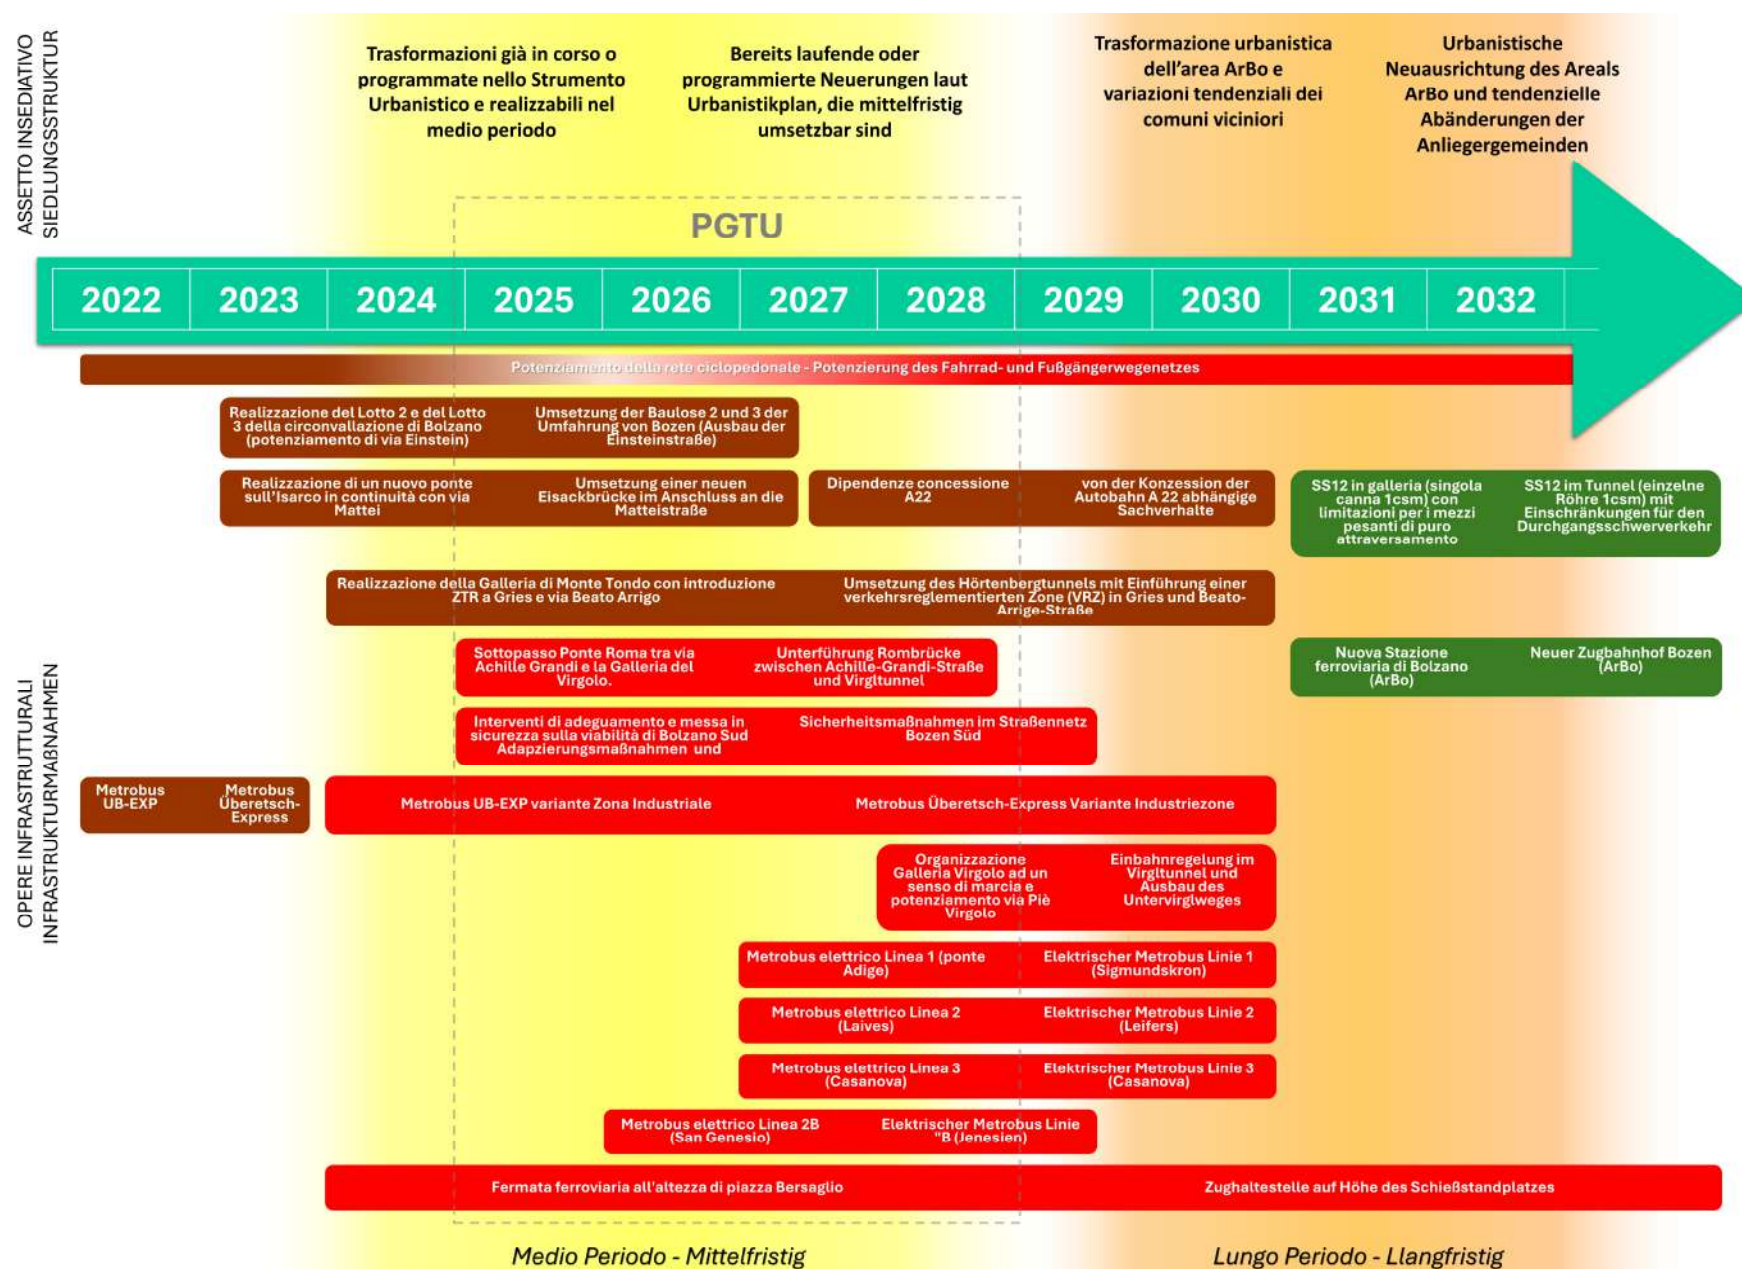 ASSETTO INSEDIATIVO
SIEDLUNGSSTRUKTUR
Trasformazioni già in corso o
programmate nello Strumento
Urbanistico e realizzabili nel
medio periodo
Bereits laufende oder
programmierte Neuerungen laut
Urbanistikplan, die mittelfristig
umsetzbar sind
Trasformazione urbanistica
dell'area ArBo e
variazioni tendenziali dei
comuni viciniori
Urbanistische
Neuausrichtung des Areals
ArBo und tendenzielle
Abänderungen der
Anliegergemeinden
PGTU
2022 2023 2024 2025 2026 2027 2028 2029 2030 2031 2032
OPERE INFRASTRUTTURALI
INFRASTRUKTURMAßNAHMEN
Potenziamento della rete ciclopedonale - Potenzierung des Fahrrad- und Fußgängerwegenetzes
Realizzazione del Lotto 2 e del Lotto
3 della circonvallazione di Bolzano
(potenziamento di via Einstein)
Umsetzung der Baulose 2 und 3 der
Umfahrung von Bozen (Ausbau der
Einsteinstraße)
Realizzazione di un nuovo ponte
sull'Isarco in continuità con via
Mattei
Umsetzung einer neuen
Eisackbrücke im Anschluss an die
Matteistraße
Dipendenze concessione
A22
von der Konzession der
Autobahn A 22 abhängige
Sachverhalte
SS12 in galleria (singola
canna 1csm) con
limitazioni per i mezzi
pesanti di puro
attraversamento
SS12 im Tunnel (einzelne
Röhre 1csm) mit
Einschränkungen für den
Durchgangsschwerverkehr
Realizzazione della Galleria di Monte Tondo con introduzione
ZTR a Gries e via Beato Arrigo
Umsetzung des Hörtenbergtunnels mit Einführung einer
verkehrsreglementierten Zone (VRZ) in Gries und Beato-
Arrige-Straße
Sottopasso Ponte Roma tra via
Achille Grandi e la Galleria del
Virgolo.
Unterführung Rombrücke
zwischen Achille-Grandi-Straße
und Virgltunnel
Nuova Stazione
ferroviaria di Bolzano
(ArBo)
Neuer Zugbahnhof Bozen
(ArBo)
Interventi di adeguamento e messa in
sicurezza sulla viabilità di Bolzano Sud
Adapzierungsmaßnahmen und
Sicherheitsmaßnahmen im Straßennetz
Bozen Süd
Metrobus
UB-EXP
Metrobus
Überetsch-
Express
Metrobus UB-EXP variante Zona Industriale
Metrobus Überetsch-Express Variante Industriezone
Organizzazione
Galleria Virgolo ad un
senso di marcia e
potenziamento via Piè
Virgolo
Einbahnregelung im
Virgltunnel und
Ausbau des
Untervirglweges
Metrobus elettrico Linea 1 (ponte
Adige)
Elektrischer Metrobus Linie 1
(Sigmundskron)
Metrobus elettrico Linea 2
(Laives)
Elektrischer Metrobus Linie 2
(Leifers)
Metrobus elettrico Linea 3
(Casanova)
Elektrischer Metrobus Linie 3
(Casanova)
Metrobus elettrico Linea 2B
(San Genesio)
Elektrischer Metrobus Linie
"B (Jenesien)
Fermata ferroviaria all'altezza di piazza Bersaglio
Zughaltestelle auf Höhe des Schießstandplatzes
Medio Periodo - Mittelfristig
Lungo Periodo - Llangfristig